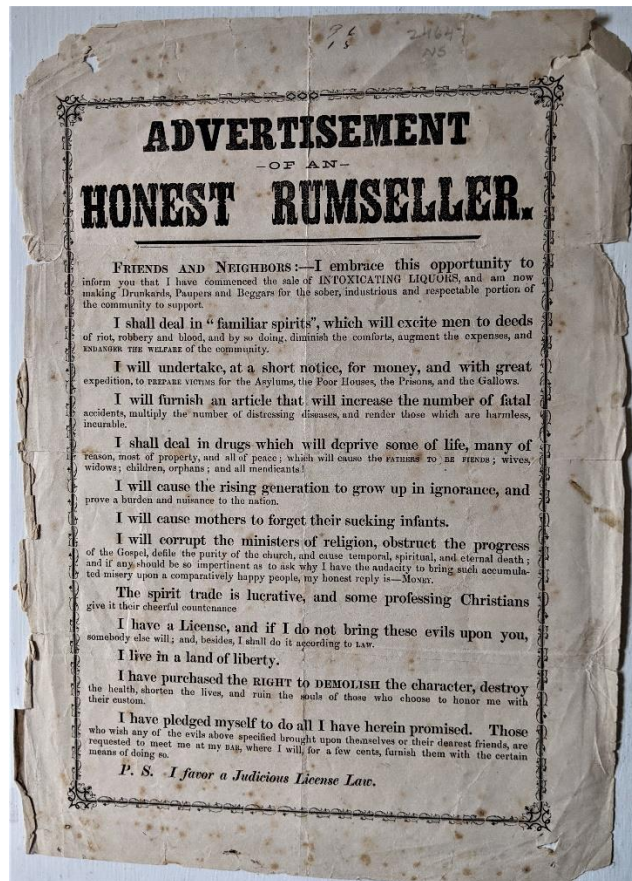 24647
NS
ADVERTISEMENT
-OF AN-
HONEST RUMSELLER.
FRIENDS AND NEIGHBORS:—I embrace this opportunity to
inform you that I have commenced the sale of INTOXICATING LIQUORS, and am now
making Drunkards, Paupers and Beggars for the sober, industrious and respectable portion of
the community to support.
I shall deal in "familiar spirits", which will excite men to deeds
of riot, robbery and blood, and by so doing, diminish the comforts, augment the expenses, and
ENDANGER THE WELFARE of the community.
I will undertake, at a short notice, for money, and with great
expedition, to PREPARE VICTIMS for the Asylums, the Poor Houses, the Prisons, and the Gallows.
I will furnish an article that will increase the number of fatal
accidents, multiply the number of distressing diseases, and render those which are harmless,
incurable.
I shall deal in drugs which will deprive some of life, many of
reason, most of property, and all of peace; which will cause the FATHERS TO BE FIENDS; wives,
widows; children, orphans; and all mendicants!
I will cause the rising generation to grow up in ignorance, and
prove a burden and nuisance to the nation.
I will cause mothers to forget their sucking infants.
I will corrupt the ministers of religion, obstruct the progress
of the Gospel, defile the purity of the church, and cause temporal, spiritual, and eternal death;
and if any should be so impertinent as to ask why I have the audacity to bring such accumula-
ted misery upon a comparatively happy people, my honest reply is—MONEY.
The spirit trade is lucrative, and some professing Christians
give it their cheerful countenance
I have a License, and if I do not bring these evils upon you,
somebody else will; and, besides, I shall do it according to LAW.
I live in a land of liberty.
I have purchased the RIGHT to DEMOLISH the character, destroy
the health, shorten the lives, and ruin the souls of those who choose to honor me with
their custom.
I have pledged myself to do all I have herein promised. Those
who wish any of the evils above specified brought upon themselves or their dearest friends, are
requested to meet me at my BAR, where I will, for a few cents, furnish them with the certain
means of doing so.
P. S. I favor a Judicious License Law.